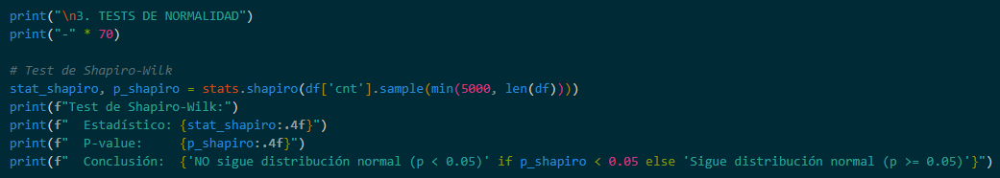 print("\n3. TESTS DE NORMALIDAD")
print("-" * 70)

# Test de Shapiro-Wilk
stat_shapiro, p_shapiro = stats.shapiro(df['cnt'].sample(min(5000, len(df))))
print(f"Test de Shapiro-Wilk:")
print(f"  Estadístico: {stat_shapiro:.4f}")
print(f"  P-value:     {p_shapiro:.4f}")
print(f"  Conclusión:  {'NO sigue distribución normal (p < 0.05)' if p_shapiro < 0.05 else 'Sigue distribución normal (p >= 0.05)'}")